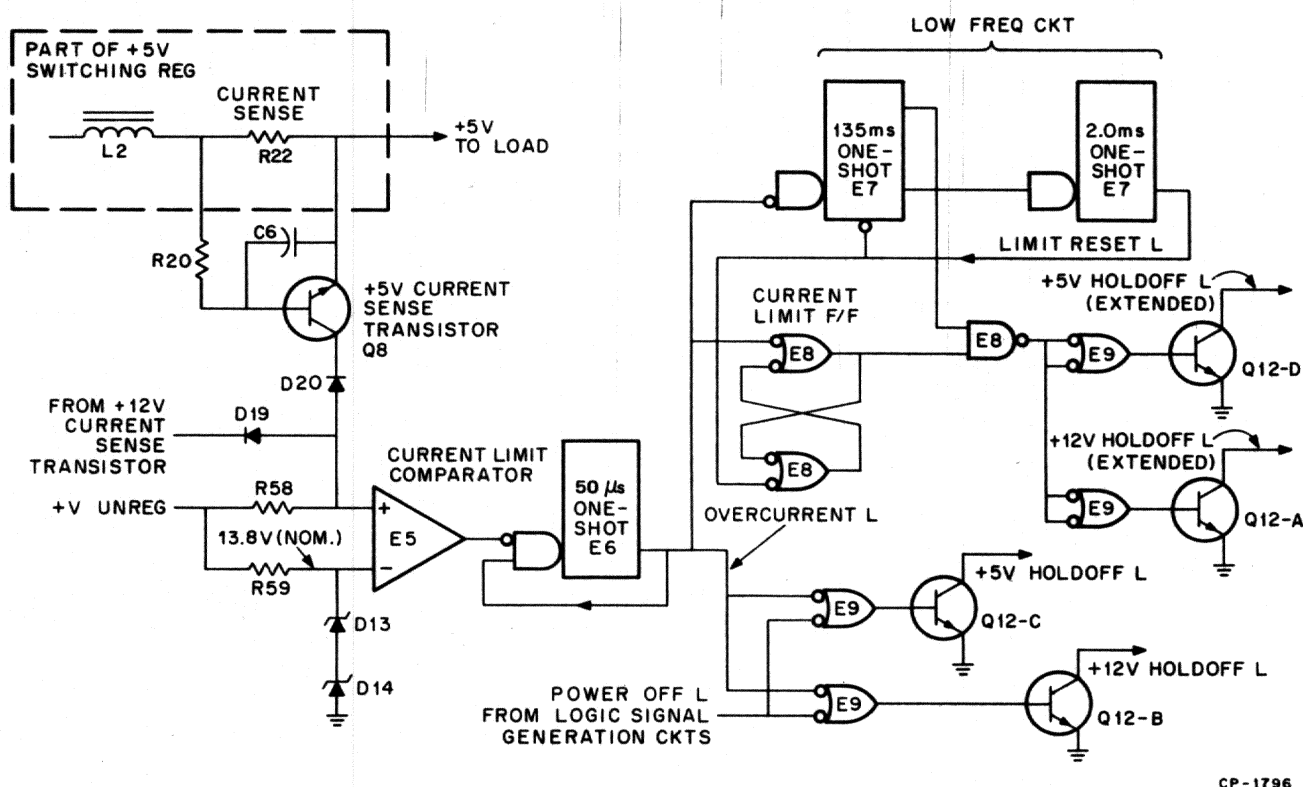 LOW FREQ CKT
PART OF +5V
SWITCHING REG
CURRENT
SENSE
L2
R22
+5V
TO LOAD
135ms
ONE-
SHOT
E7
2.0ms
ONE-
SHOT
E7
LIMIT RESET L
C6
R20
+5V CURRENT
SENSE
TRANSISTOR
Q8
CURRENT
LIMIT F/F
E8
E8
E8
+5V HOLDOFF L
(EXTENDED)
E9
Q12-D
D20
FROM +12V
CURRENT
SENSE
TRANSISTOR
D19
+V UNREG
R58
13.8V (NOM.)
R59
CURRENT LIMIT
COMPARATOR
+
E5
−
50 µs
ONE-
SHOT
E6
OVERCURRENT L
+12V HOLDOFF L
(EXTENDED)
E9
Q12-A
D13
D14
E9
+5V HOLDOFF L
Q12-C
POWER OFF L
FROM LOGIC SIGNAL
GENERATION CKTS
E9
+12V HOLDOFF L
Q12-B
CP-1796